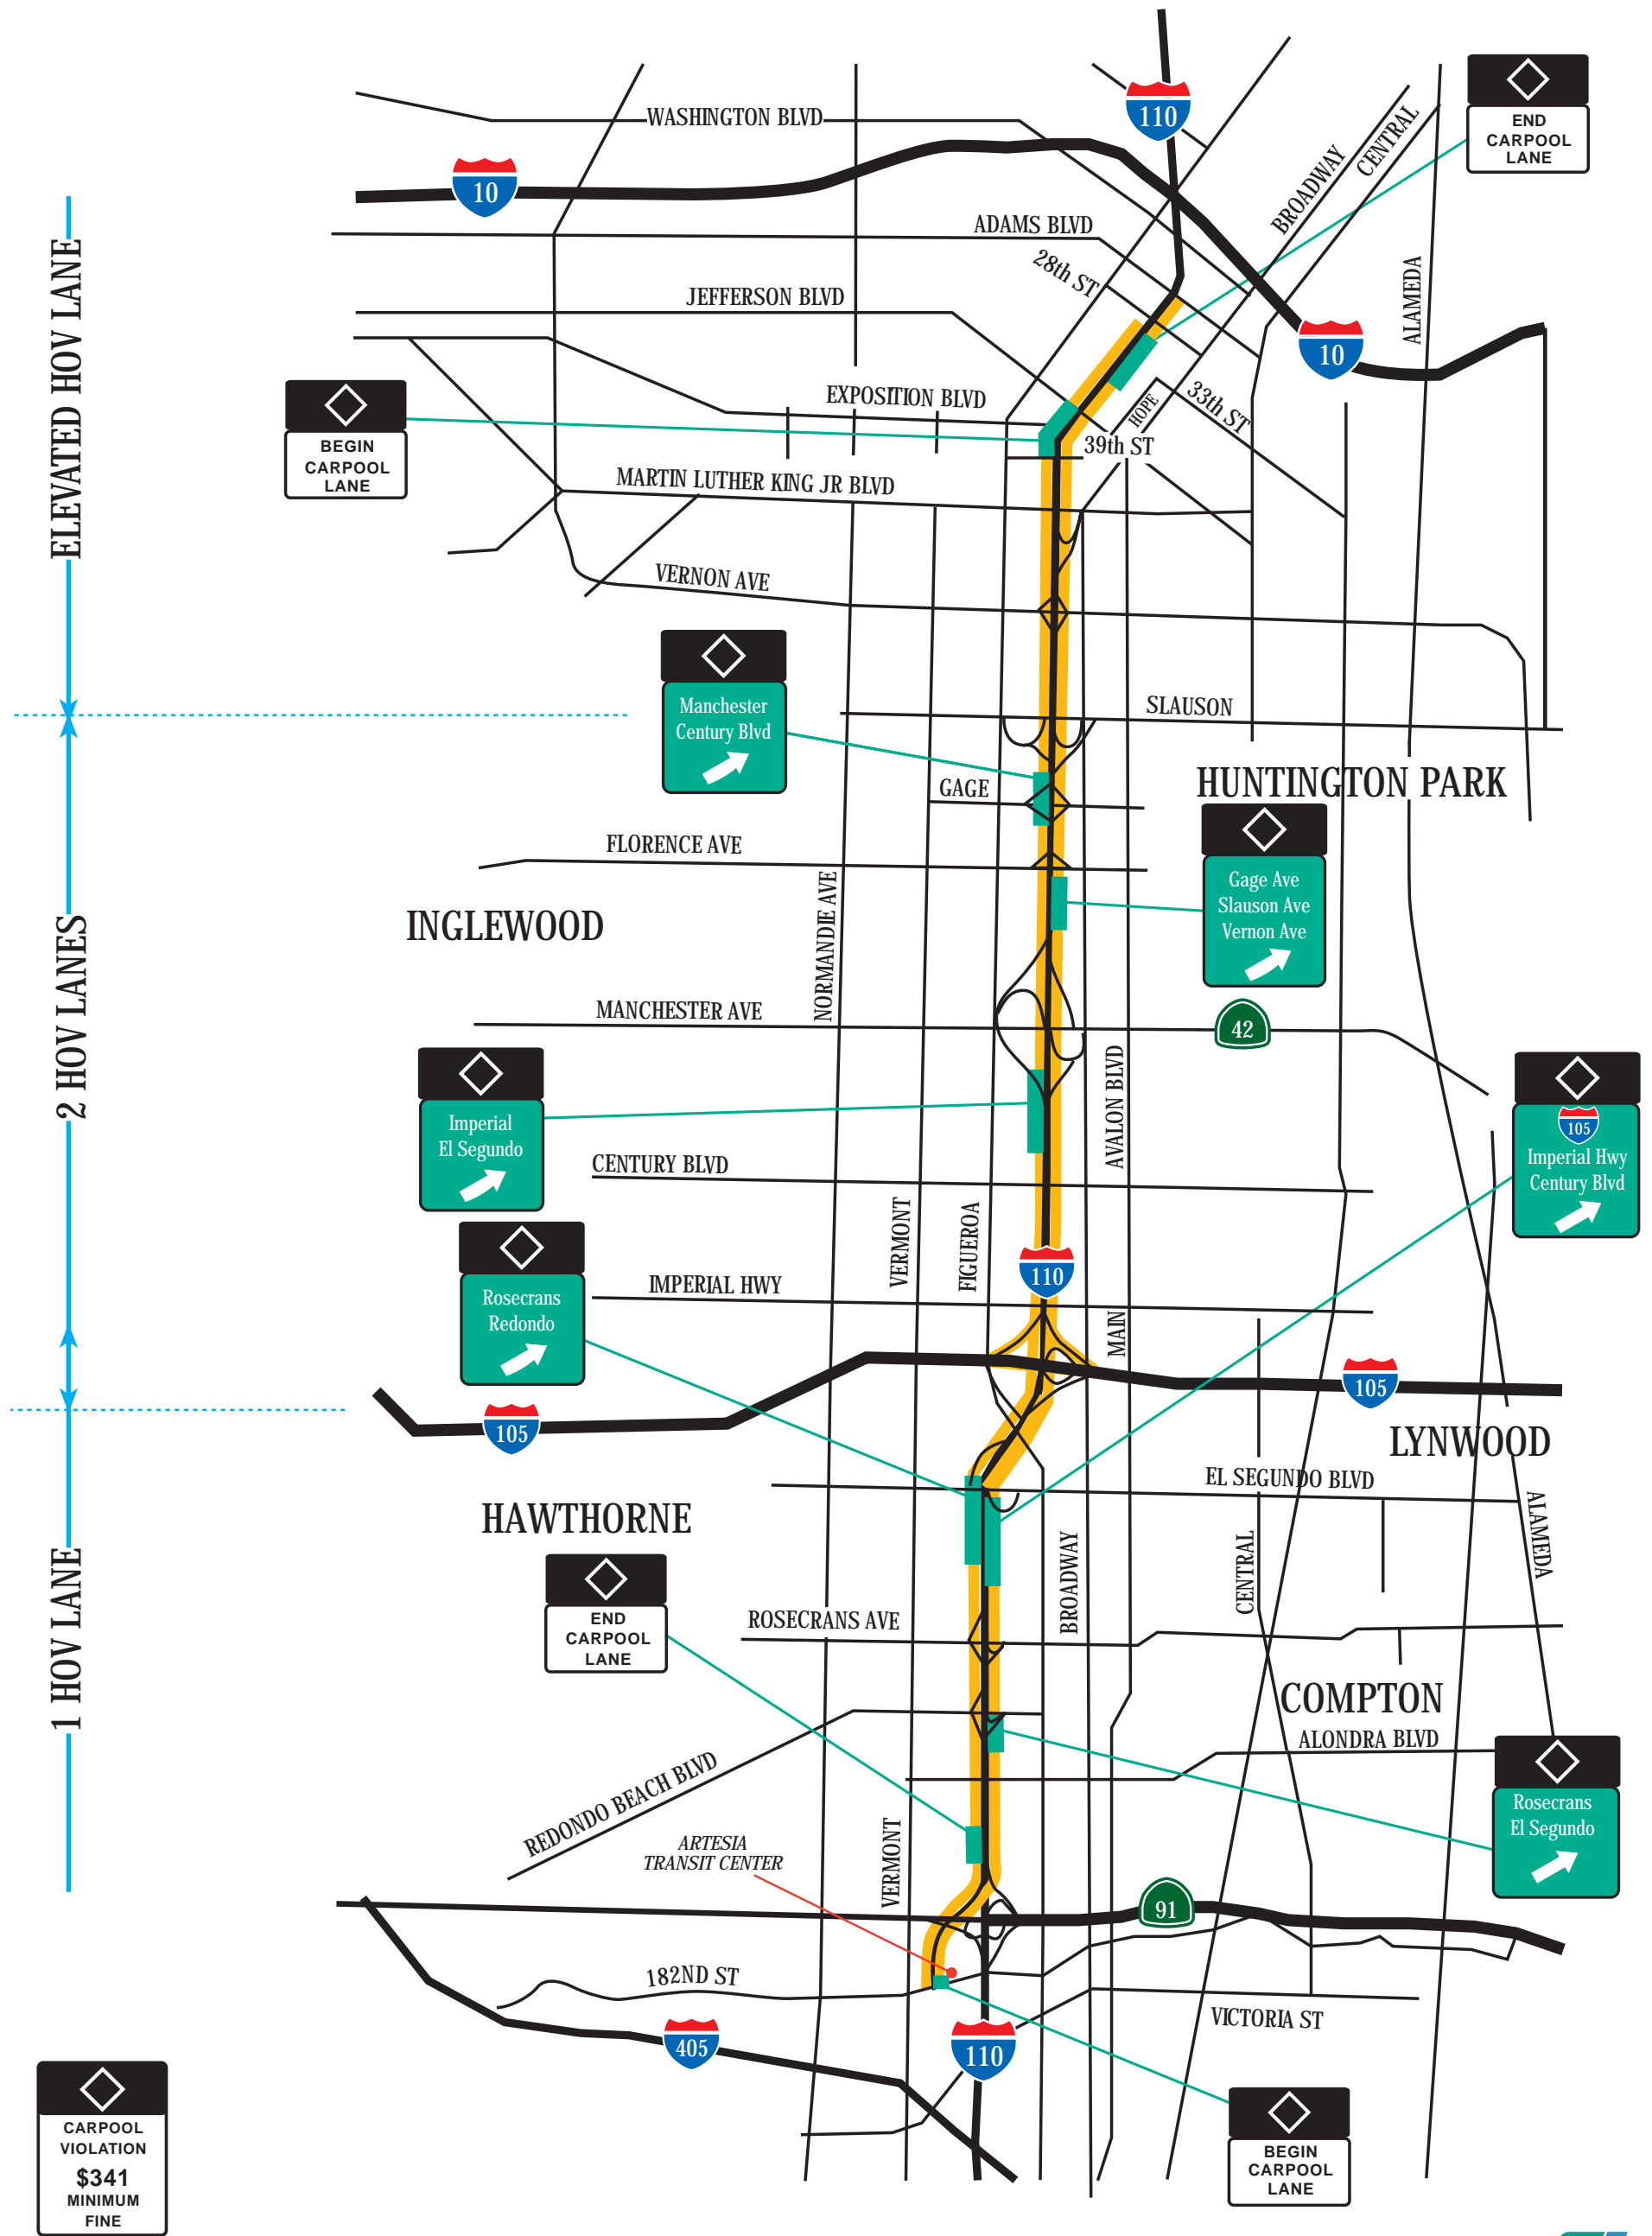 110
END
CARPOOL
LANE
WASHINGTON BLVD
BROADWAY
CENTRAL
10
ADAMS BLVD
28th ST
ALAMEDA
JEFFERSON BLVD
10
ELEVATED HOV LANE
EXPOSITION BLVD
HOPE
33th ST
39th ST
BEGIN
CARPOOL
LANE
MARTIN LUTHER KING JR BLVD
VERNON AVE
Manchester
Century Blvd
SLAUSON
HUNTINGTON PARK
GAGE
FLORENCE AVE
Gage Ave
Slauson Ave
Vernon Ave
INGLEWOOD
NORMANDIE AVE
2 HOV LANES
MANCHESTER AVE
42
AVALON BLVD
Imperial
El Segundo
105
Imperial Hwy
Century Blvd
CENTURY BLVD
VERMONT
FIGUEROA
110
IMPERIAL HWY
Rosecrans
Redondo
MAIN
105
105
LYNWOOD
EL SEGUNDO BLVD
HAWTHORNE
ALAMEDA
BROADWAY
CENTRAL
1 HOV LANE
END
CARPOOL
LANE
ROSECRANS AVE
COMPTON
ALONDRA BLVD
REDONDO BEACH BLVD
Rosecrans
El Segundo
ARTESIA
TRANSIT CENTER
VERMONT
91
182ND ST
VICTORIA ST
405
110
BEGIN
CARPOOL
LANE
CARPOOL
VIOLATION
$341
MINIMUM
FINE